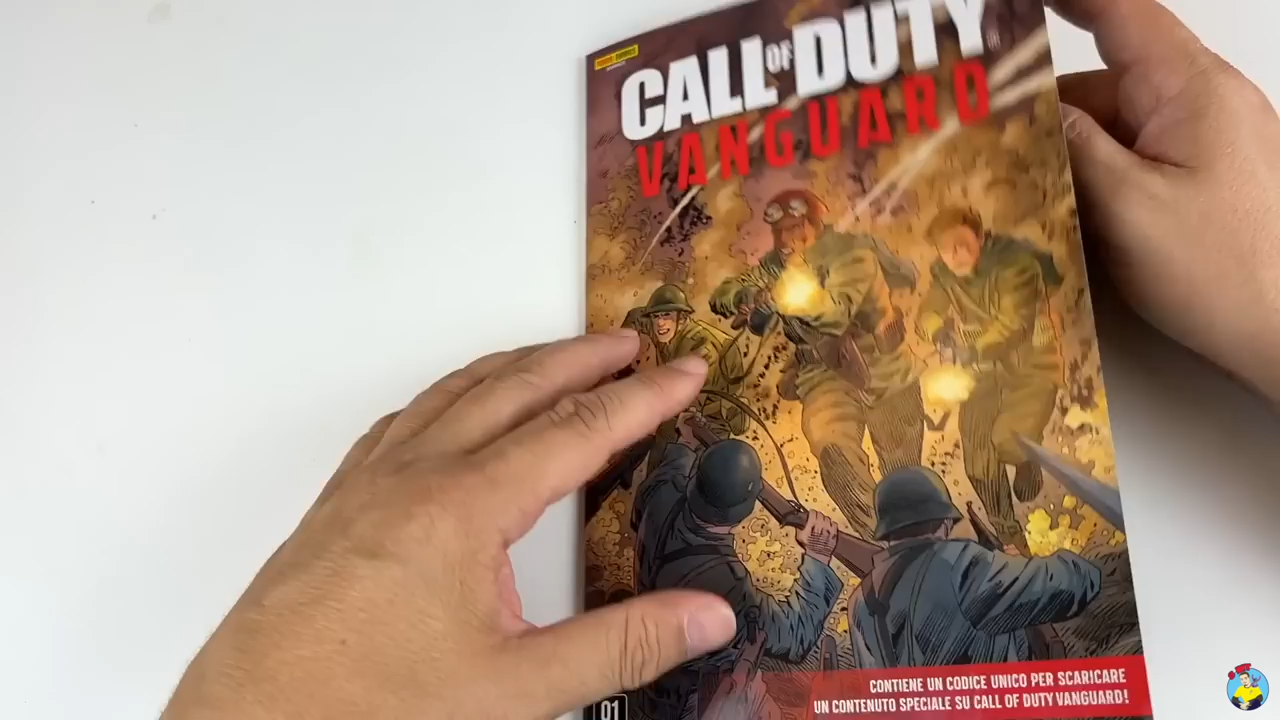 CALL OF DUTY
VANGUARD
CONTIENE UN CODICE UNICO PER SCARICARE
UN CONTENUTO SPECIALE SU CALL OF DUTY VANGUARD!
01